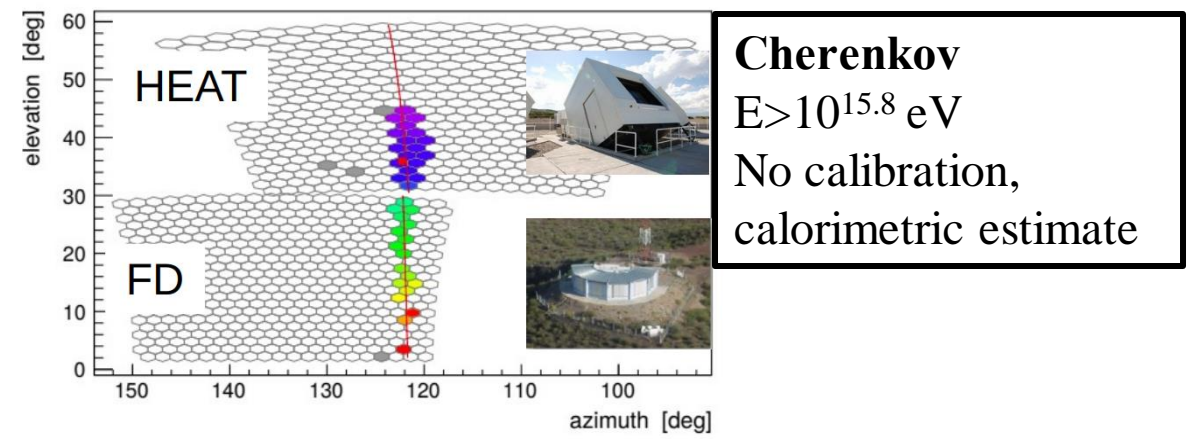 60
50
40
30
20
10
0
elevation [deg]
HEAT
FD
150 140 130 120 110 100
azimuth [deg]
Cherenkov
E>10^15.8 eV
No calibration,
calorimetric estimate